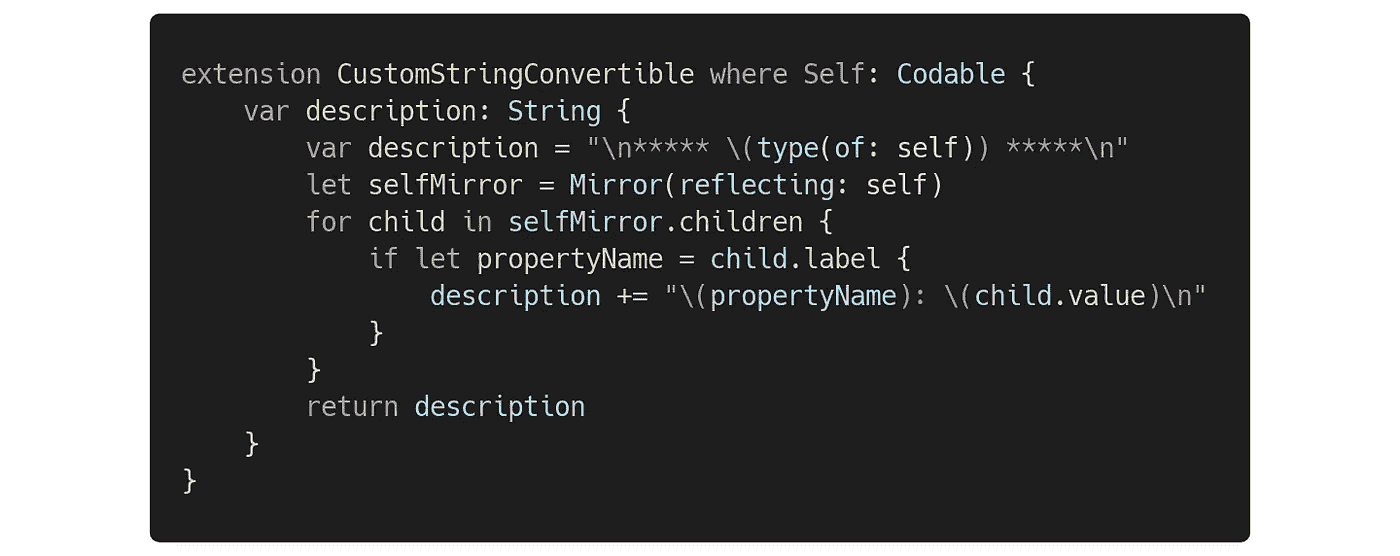 extension CustomStringConvertible where Self: Codable {
    var description: String {
        var description = "\n***** \(type(of: self)) *****\n"
        let selfMirror = Mirror(reflecting: self)
        for child in selfMirror.children {
            if let propertyName = child.label {
                description += "\(propertyName): \(child.value)\n"
            }
        }
        return description
    }
}